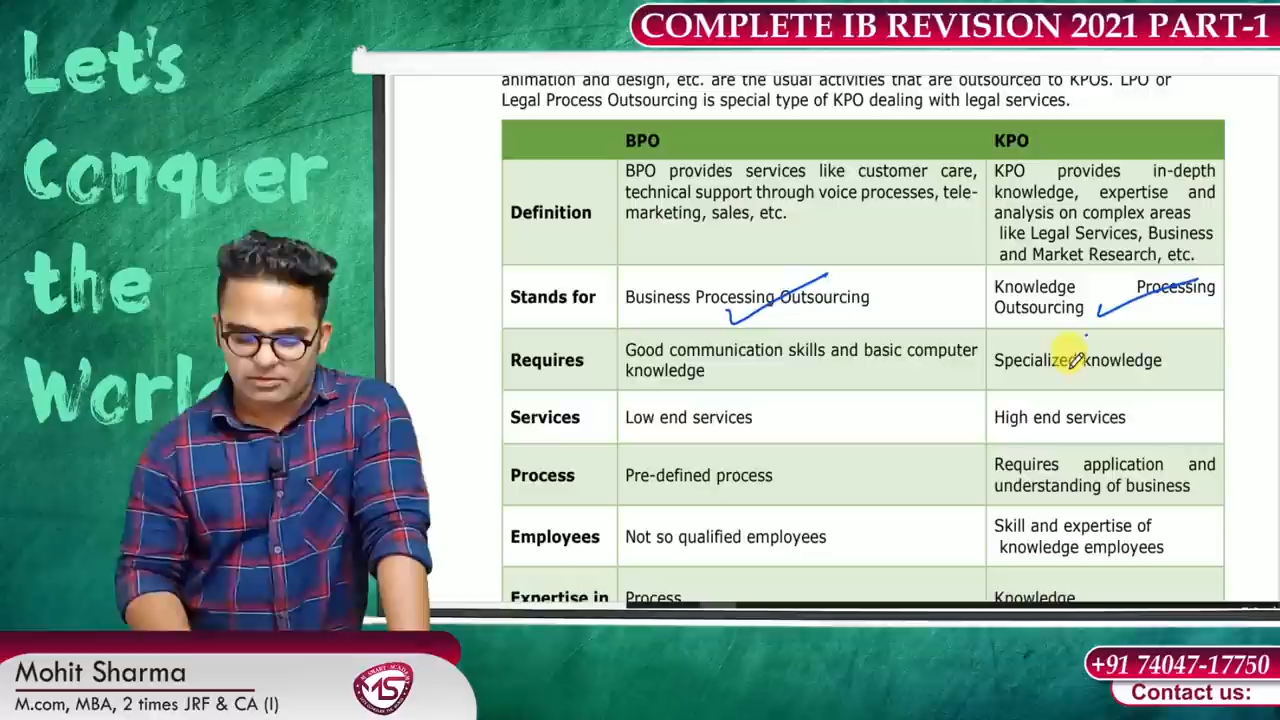 COMPLETE IB REVISION 2021 PART-1
Let's
Conquer
the
World
animation and design, etc. are the usual activities that are outsourced to KPOs. LPO or
Legal Process Outsourcing is special type of KPO dealing with legal services.
BPO KPO
Definition
BPO provides services like customer care,
technical support through voice processes, tele-
marketing, sales, etc.
KPO provides in-depth
knowledge, expertise and
analysis on complex areas
like Legal Services, Business
and Market Research, etc.
Stands for
Business Processing Outsourcing
Knowledge Processing
Outsourcing
Requires
Good communication skills and basic computer
knowledge
Specialized knowledge
Services
Low end services
High end services
Process
Pre-defined process
Requires application and
understanding of business
Employees
Not so qualified employees
Skill and expertise of
knowledge employees
Expertise in
Process
Knowledge
Mohit Sharma
M.com, MBA, 2 times JRF & CA (I)
MS
+91 74047-17750
Contact us: